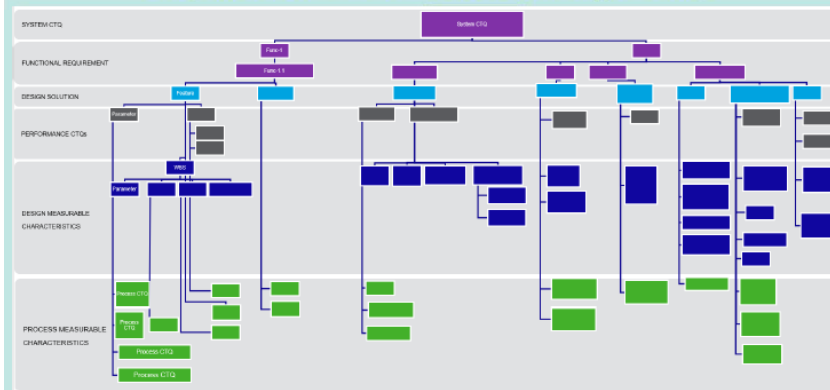 SYSTEM CTQ
System CTQ
Func-1
FUNCTIONAL REQUIREMENT
Func-1.1
DESIGN SOLUTION
Feature
Parameter
PERFORMANCE CTQs
WBS
Parameter
DESIGN MEASURABLE
CHARACTERISTICS
Process CTQ
Process
CTQ
PROCESS MEASURABLE
CHARACTERISTICS
Process CTQ
Process CTQ